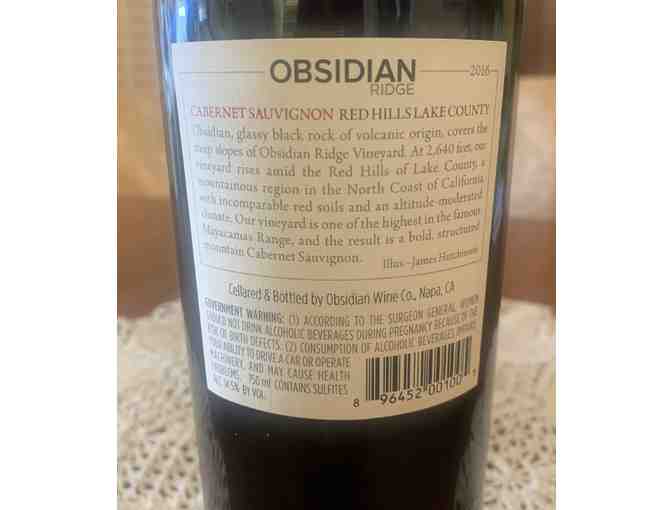 OBSIDIAN
RIDGE
2016
CABERNET SAUVIGNON RED HILLS LAKE COUNTY
Obsidian, glassy black rock of volcanic origin, covers the
steep slopes of Obsidian Ridge Vineyard. At 2,640 feet, our
vineyard rises amid the Red Hills of Lake County, a
mountainous region in the North Coast of California
with incomparable red soils and an altitude-moderated
climate. Our vineyard is one of the highest in the famous
Mayacamas Range, and the result is a bold, structured
mountain Cabernet Sauvignon. Illus.–James Hutchinson
Cellared & Bottled by Obsidian Wine Co., Napa, CA
GOVERNMENT WARNING: (1) ACCORDING TO THE SURGEON GENERAL, WOMEN
SHOULD NOT DRINK ALCOHOLIC BEVERAGES DURING PREGNANCY BECAUSE OF THE
RISK OF BIRTH DEFECTS. (2) CONSUMPTION OF ALCOHOLIC BEVERAGES IMPAIRS
YOUR ABILITY TO DRIVE A CAR OR OPERATE
MACHINERY, AND MAY CAUSE HEALTH
PROBLEMS. 750 ml CONTAINS SULFITES
ALC. 14.5% BY VOL.
8 96452 00100 1